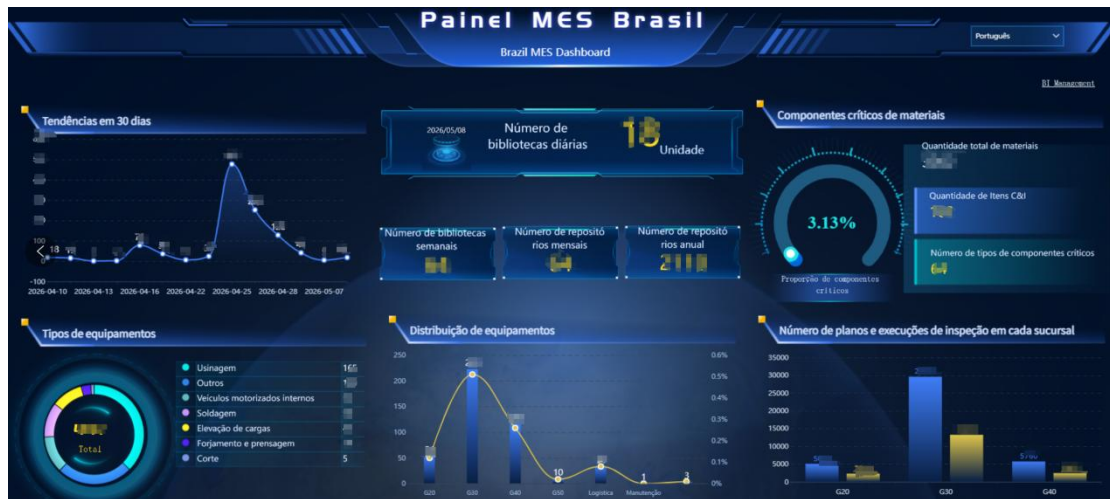 Painel MES Brasil
Brazil MES Dashboard
Português
BI Management
Tendências em 30 dias
100
0
-100
18
2026-04-10 2026-04-13 2026-04-16 2026-04-22 2026-04-25 2026-04-28 2026-05-07
2026/05/08
Número de
bibliotecas diárias
Unidade
Número de bibliotecas
semanais
Número de repositó
rios mensais
Número de repositó
rios anual
Componentes críticos de materiais
3.13%
Proporção de componentes
críticos
Quantidade total de materiais
Quantidade de Itens C&I
Número de tipos de componentes críticos
Tipos de equipamentos
Total
Usinagem
Outros
Veículos motorizados internos
Soldagem
Elevação de cargas
Forjamento e prensagem
Corte 5
Distribuição de equipamentos
250
200
150
100
50
0
0.6%
0.5%
0.4%
0.3%
0.2%
0.1%
0%
10
1
3
G20 G30 G40 G50 Logística Manutenção
Número de planos e execuções de inspeção em cada sucursal
35000
30000
25000
20000
15000
10000
5000
0
G20 G30 G40